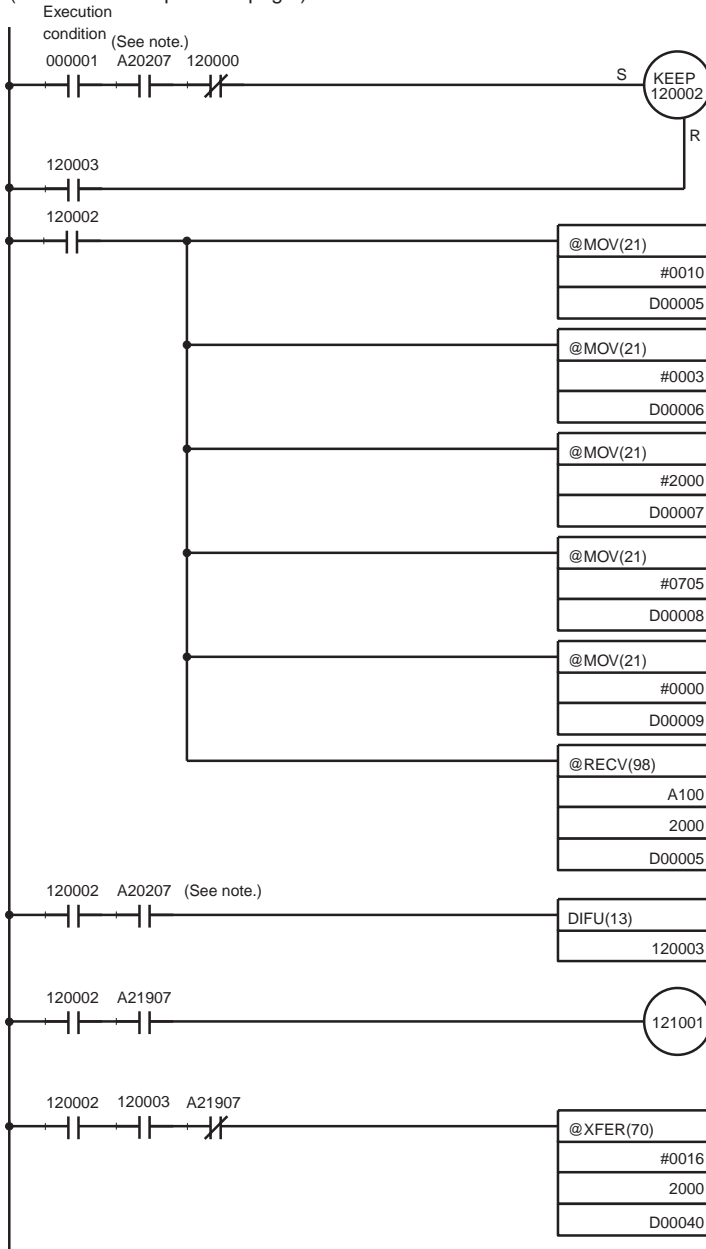 Execution
condition (See note.)
000001 A20207 120000
S
KEEP
120002
R
120003
120002
@MOV(21)
#0010
D00005
@MOV(21)
#0003
D00006
@MOV(21)
#2000
D00007
@MOV(21)
#0705
D00008
@MOV(21)
#0000
D00009
@RECV(98)
A100
2000
D00005
120002 A20207 (See note.)
DIFU(13)
120003
120002 A21907
121001
120002 120003 A21907
@XFER(70)
#0016
2000
D00040